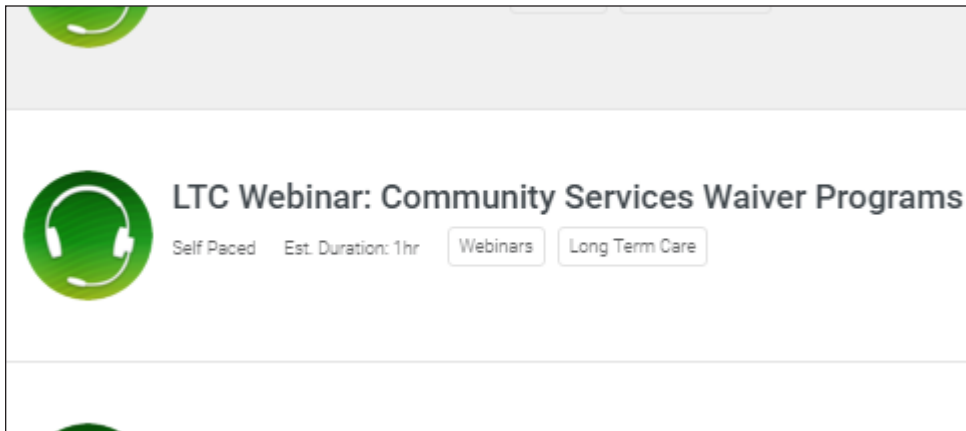 LTC Webinar: Community Services Waiver Programs
Self Paced Est. Duration: 1hr Webinars Long Term Care